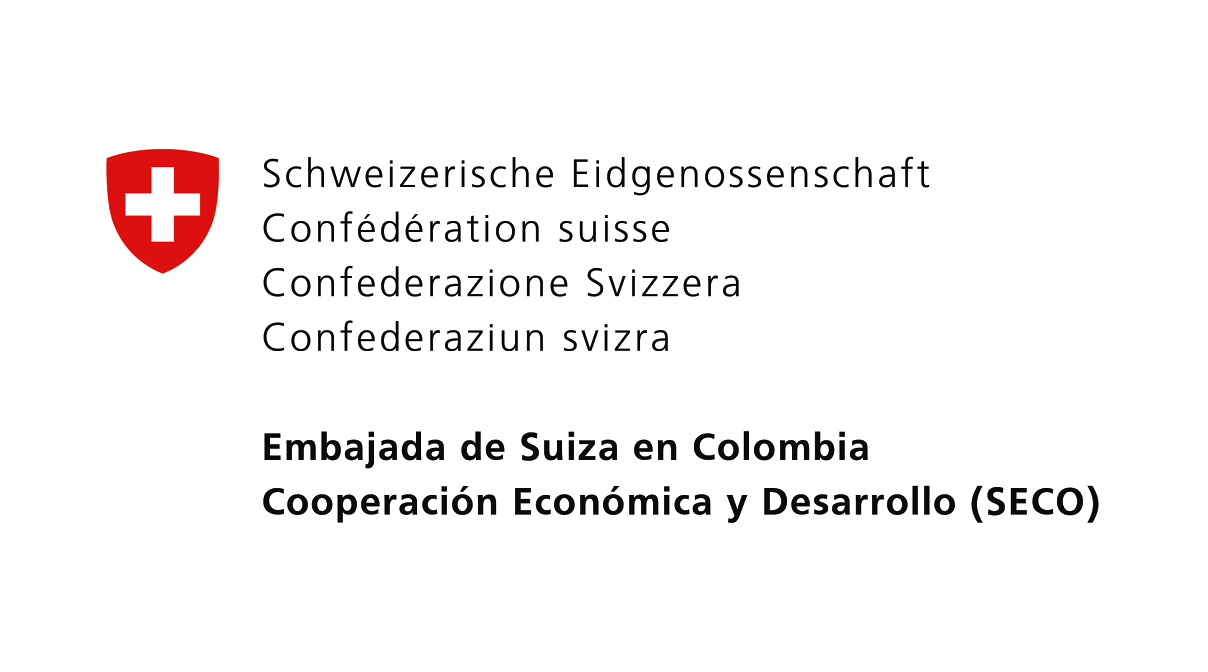 Schweizerische Eidgenossenschaft
Confédération suisse
Confederazione Svizzera
Confederaziun svizra
Embajada de Suiza en Colombia
Cooperación Económica y Desarrollo (SECO)